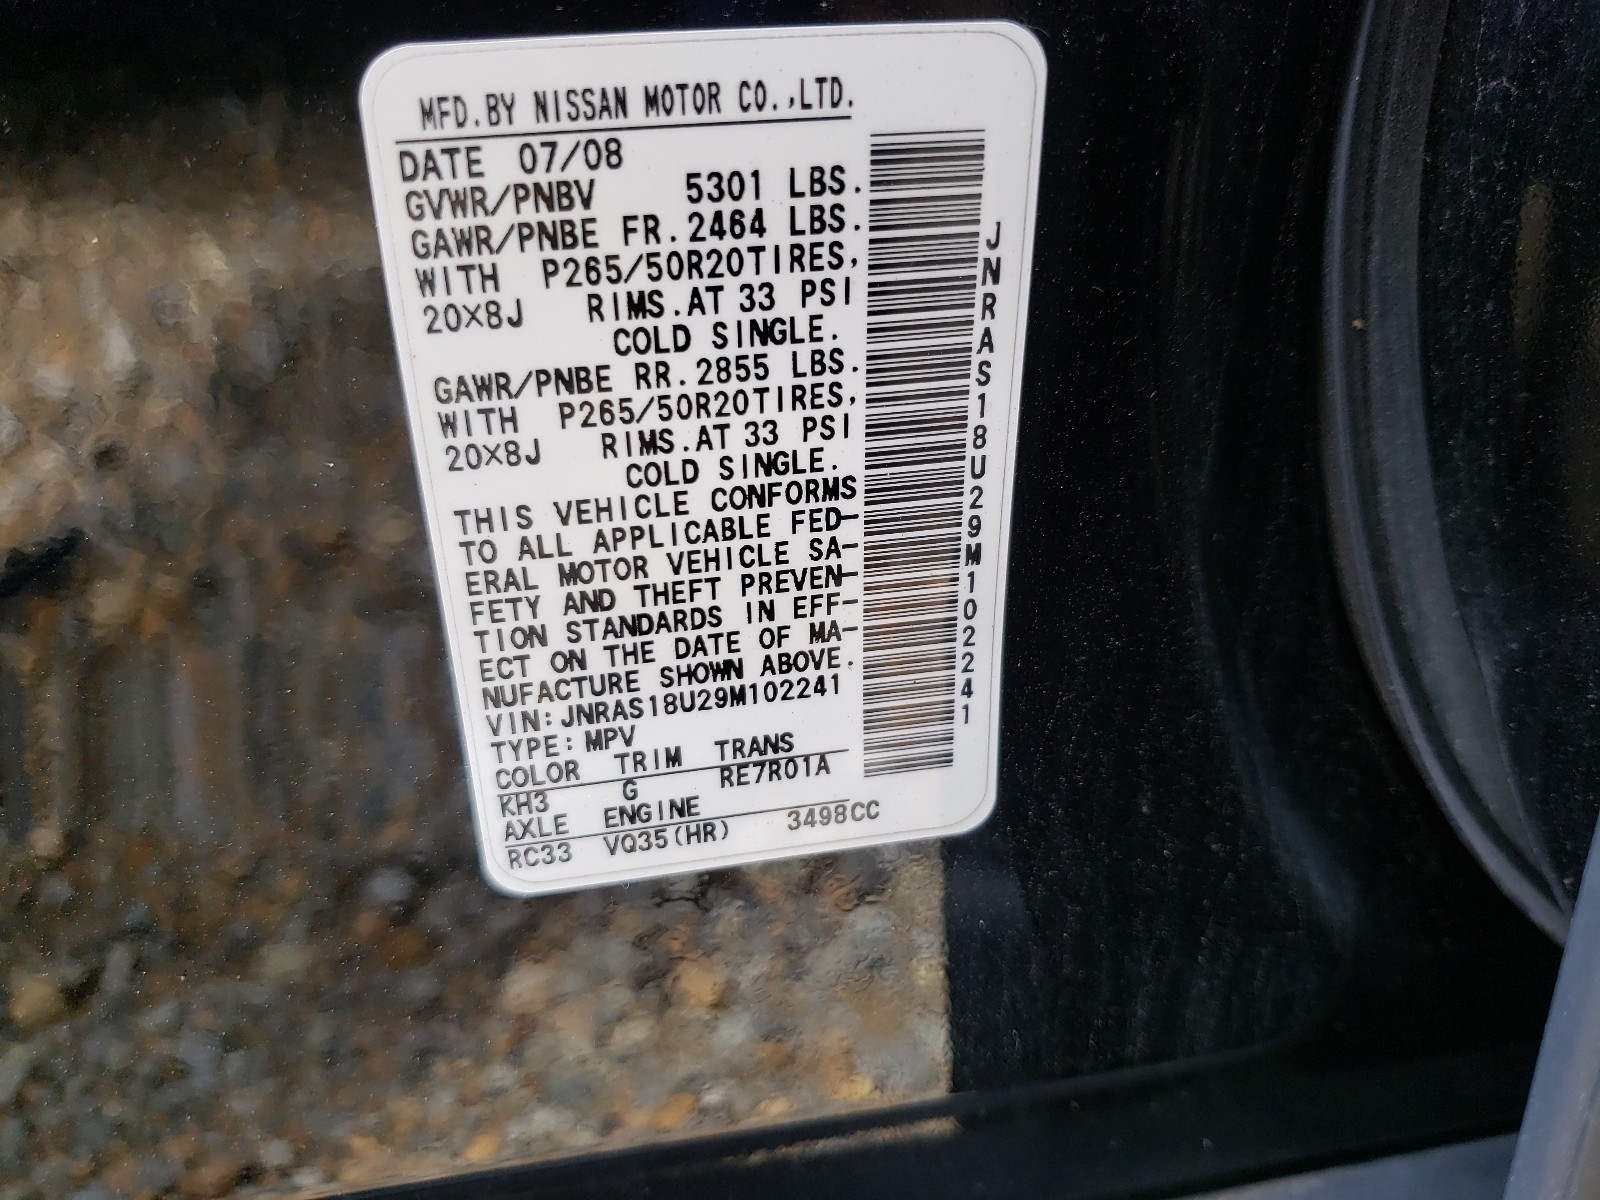 MFD.BY NISSAN MOTOR CO.,LTD.
DATE 07/08
GVWR/PNBV 5301 LBS.
GAWR/PNBE FR.2464 LBS.
WITH P265/50R20TIRES,
20X8J RIMS.AT 33 PSI
COLD SINGLE.
GAWR/PNBE RR.2855 LBS.
WITH P265/50R20TIRES,
20X8J RIMS.AT 33 PSI
COLD SINGLE.
THIS VEHICLE CONFORMS
TO ALL APPLICABLE FED-
ERAL MOTOR VEHICLE SA-
FETY AND THEFT PREVEN-
TION STANDARDS IN EFF-
ECT ON THE DATE OF MA-
NUFACTURE SHOWN ABOVE.
VIN:JNRAS18U29M102241
TYPE:MPV
COLOR TRIM TRANS
KH3 G RE7R01A
AXLE ENGINE
RC33 VQ35(HR) 3498CC
JNRAS18U29M102241